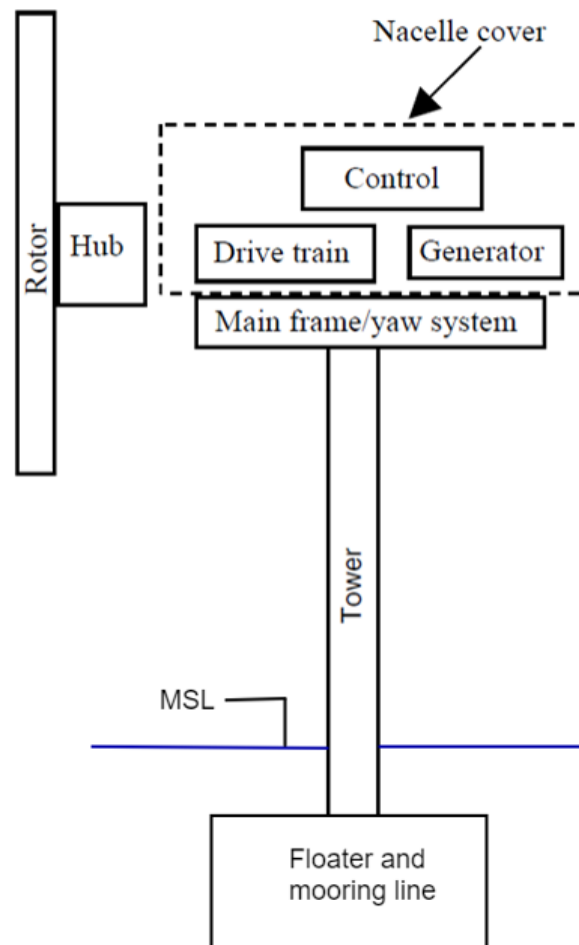 Nacelle cover
Control
Rotor
Hub
Drive train
Generator
Main frame/yaw system
Tower
MSL
Floater and
mooring line